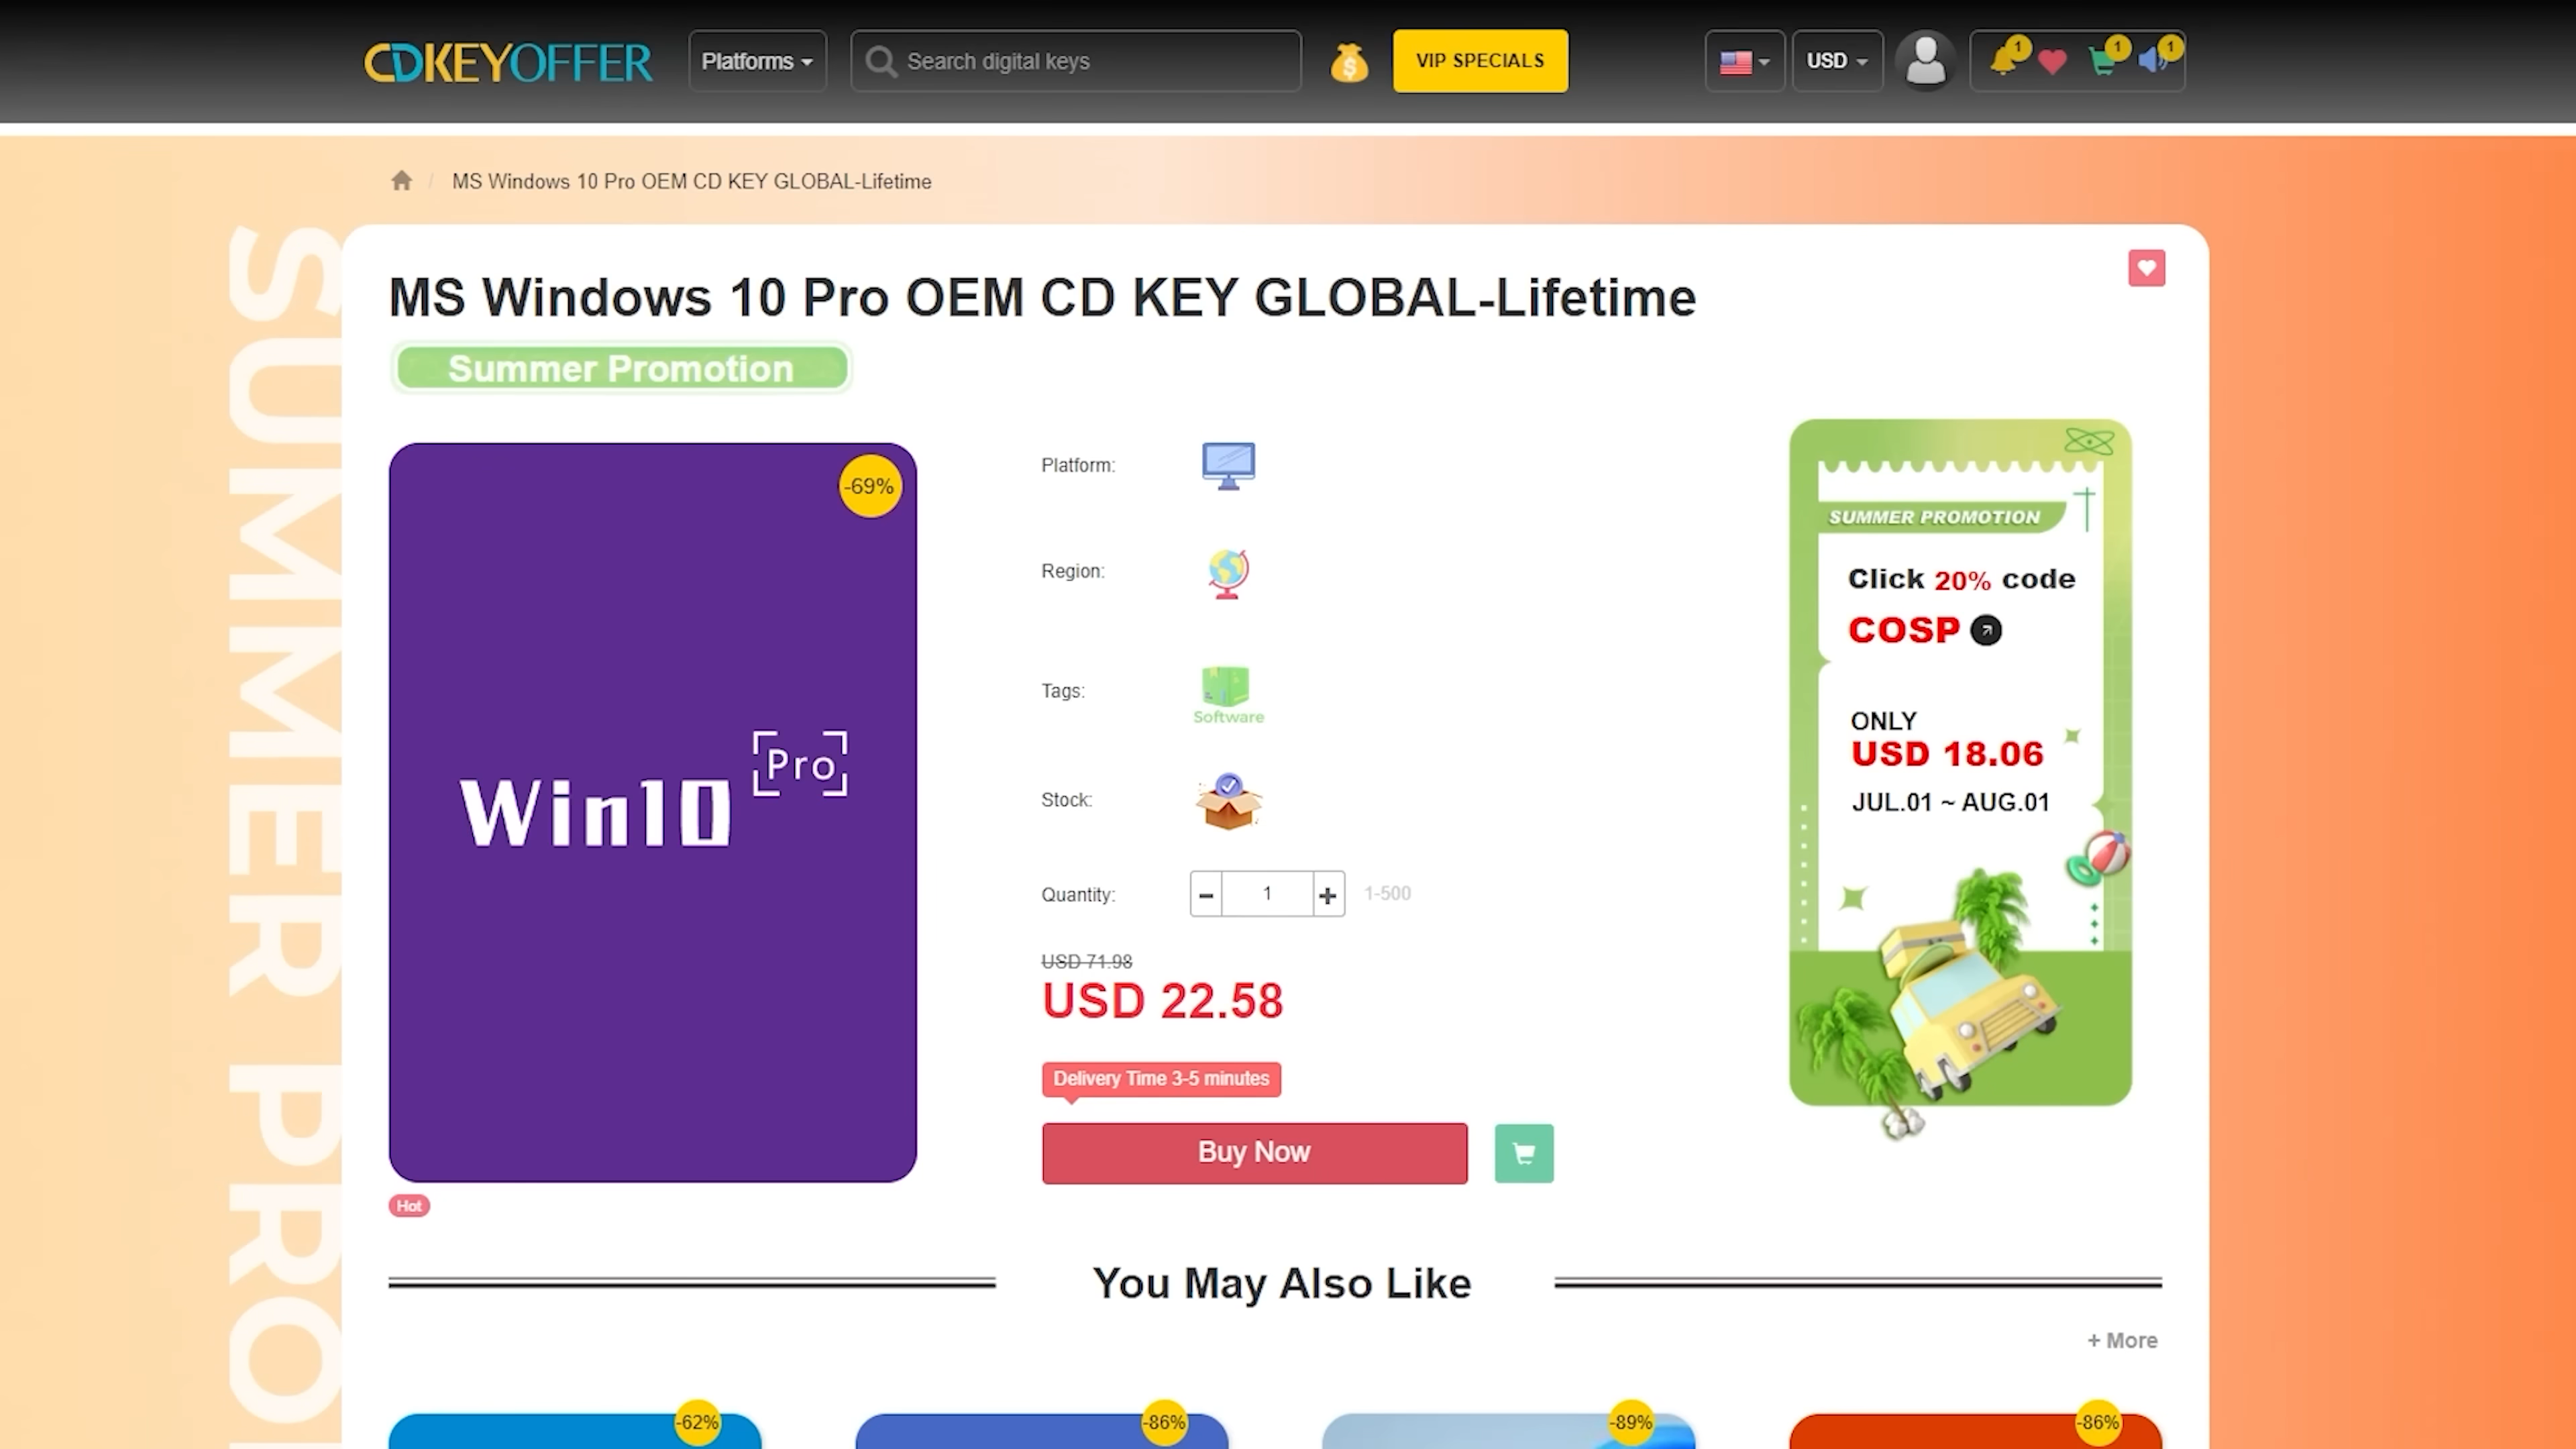 CDKEYOFFER
Platforms
Search digital keys
VIP SPECIALS
USD
1
1
1
MS Windows 10 Pro OEM CD KEY GLOBAL-Lifetime
SUMMER PRO
MS Windows 10 Pro OEM CD KEY GLOBAL-Lifetime
Summer Promotion
-69%
Win10 Pro
Hot
Platform:
Region:
Tags:
Software
Stock:
Quantity:
1
1-500
USD 71.98
USD 22.58
Delivery Time 3-5 minutes
Buy Now
SUMMER PROMOTION
Click 20% code
COSP
ONLY
USD 18.06
JUL.01 ~ AUG.01
You May Also Like
+ More
-62%
-86%
-89%
-86%